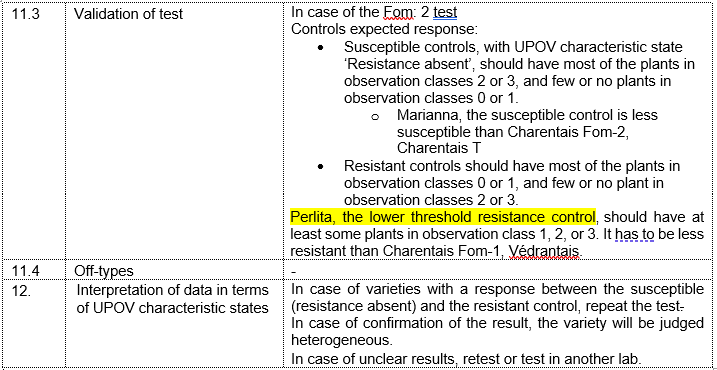 11.3 Validation of test In case of the Fom: 2 test
Controls expected response:
• Susceptible controls, with UPOV characteristic state
‘Resistance absent’, should have most of the plants in
observation classes 2 or 3, and few or no plants in
observation classes 0 or 1.
o Marianna, the susceptible control is less
susceptible than Charentais Fom-2,
Charentais T
• Resistant controls should have most of the plants in
observation classes 0 or 1, and few or no plant in
observation classes 2 or 3.
Perlita, the lower threshold resistance control, should have at
least some plants in observation class 1, 2, or 3. It has to be less
resistant than Charentais Fom-1, Védrantais.
11.4 Off-types -
12. Interpretation of data in terms In case of varieties with a response between the susceptible
of UPOV characteristic states (resistance absent) and the resistant control, repeat the test.
In case of confirmation of the result, the variety will be judged
heterogeneous.
In case of unclear results, retest or test in another lab.